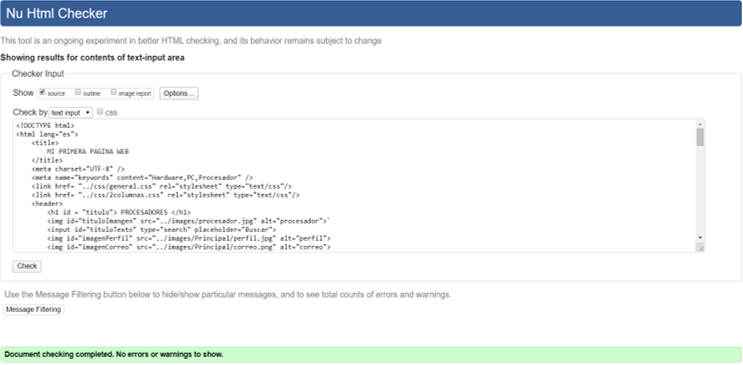 Nu Html Checker
This tool is an ongoing experiment in better HTML checking, and its behavior remains subject to change
Showing results for contents of text-input area
Checker Input
Show source outline image report Options...
Check by text input CSS
<!DOCTYPE html>
<html lang="es">
<title>
MI PRIMERA PAGINA WEB
</title>
<meta charset="UTF-8" />
<meta name="keywords" content="Hardware,PC,Procesador" />
<link href= "../css/general.css" rel="stylesheet" type="text/css"/>
<link href= "../css/2columnas.css" rel="stylesheet" type="text/css"/>
<header>
<h1 id = "titulo"> PROCESADORES </h1>
<img id="tituloImangen" src="../images/procesador.jpg" alt="procesador">`
<input id="tituloTexto" type="search" placeholder="Buscar">
<img id="imagenPerfil" src="../images/Principal/perfil.jpg" alt="perfil">
<img id="imagenCorreo" src="../images/Principal/correo.png" alt="correo">
Check
Use the Message Filtering button below to hide/show particular messages, and to see total counts of errors and warnings.
Message Filtering
Document checking completed. No errors or warnings to show.